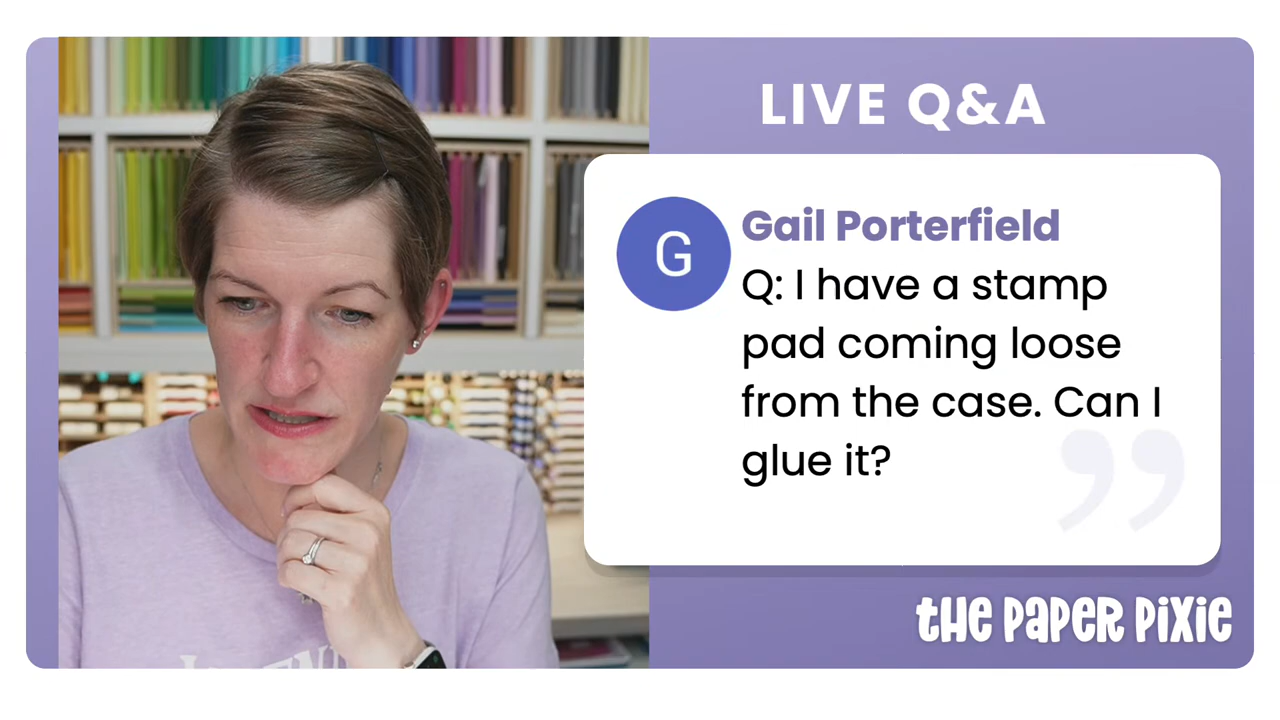 LIVE Q&A
G
Gail Porterfield
Q: I have a stamp
pad coming loose
from the case. Can I
glue it?
the PAPER PIXIE